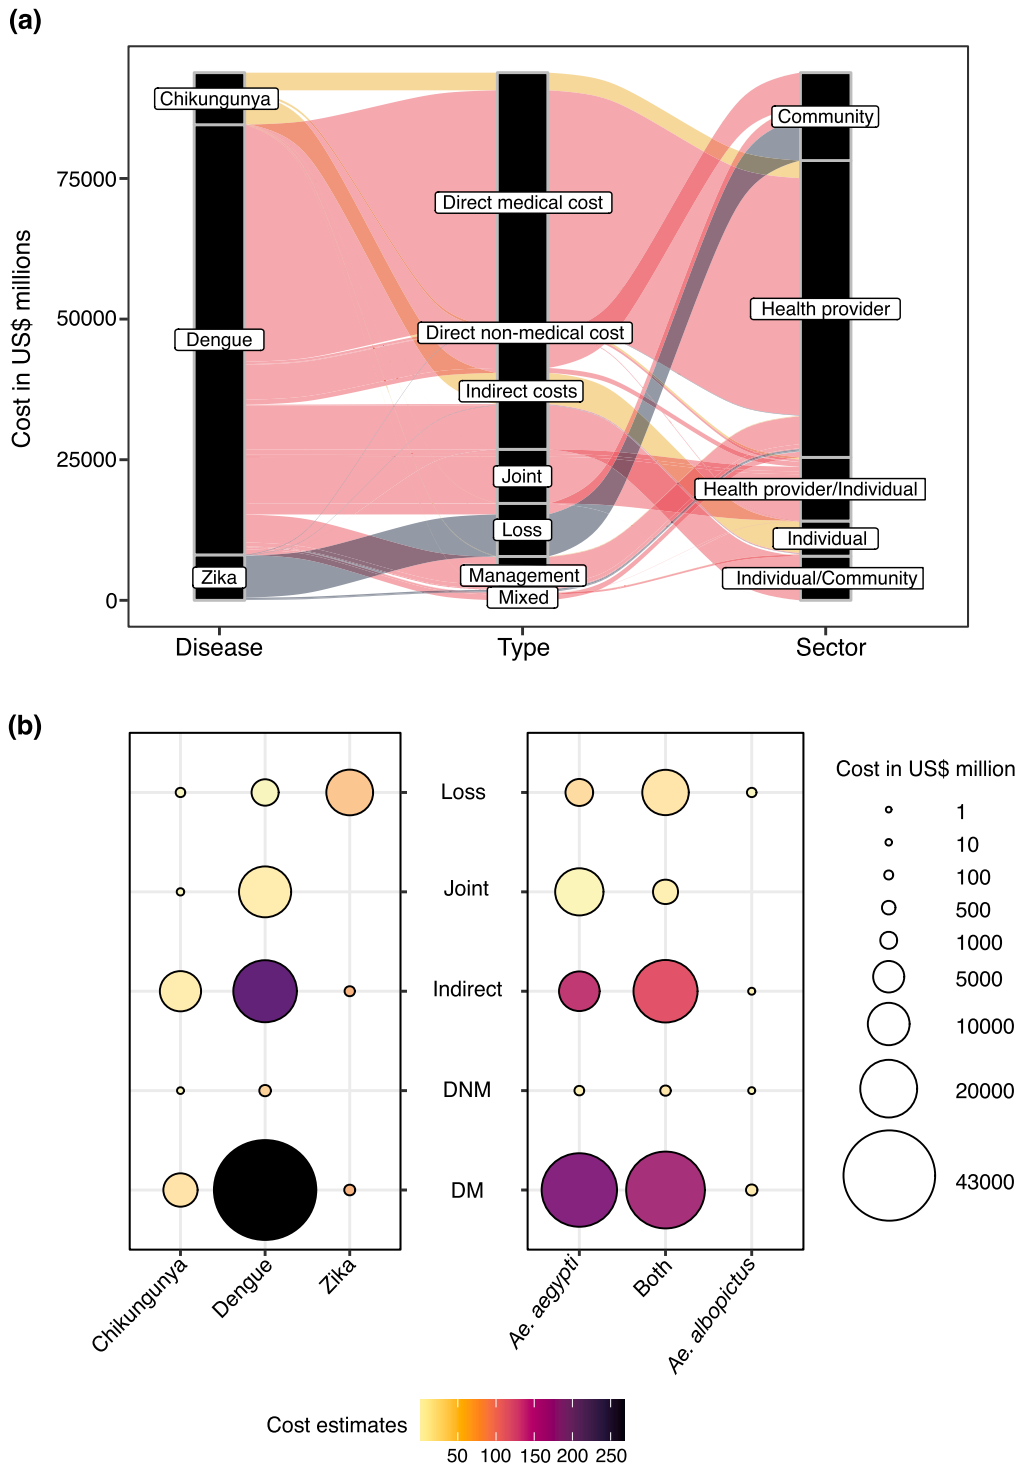 (a)
Cost in US$ millions
75000
50000
25000
0
Chikungunya
Dengue
Zika
Direct medical cost
Direct non-medical cost
Indirect costs
Joint
Loss
Management
Mixed
Community
Health provider
Health provider/Individual
Individual
Individual/Community
Disease
Type
Sector
(b)
Loss
Joint
Indirect
DNM
DM
Chikungunya
Dengue
Zika
Ae. aegypti
Both
Ae. albopictus
Cost in US$ million
1
10
100
500
1000
5000
10000
20000
43000
Cost estimates
50 100 150 200 250